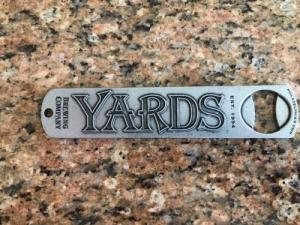 BREWING
COMPANY
YARDS
EST. 1994